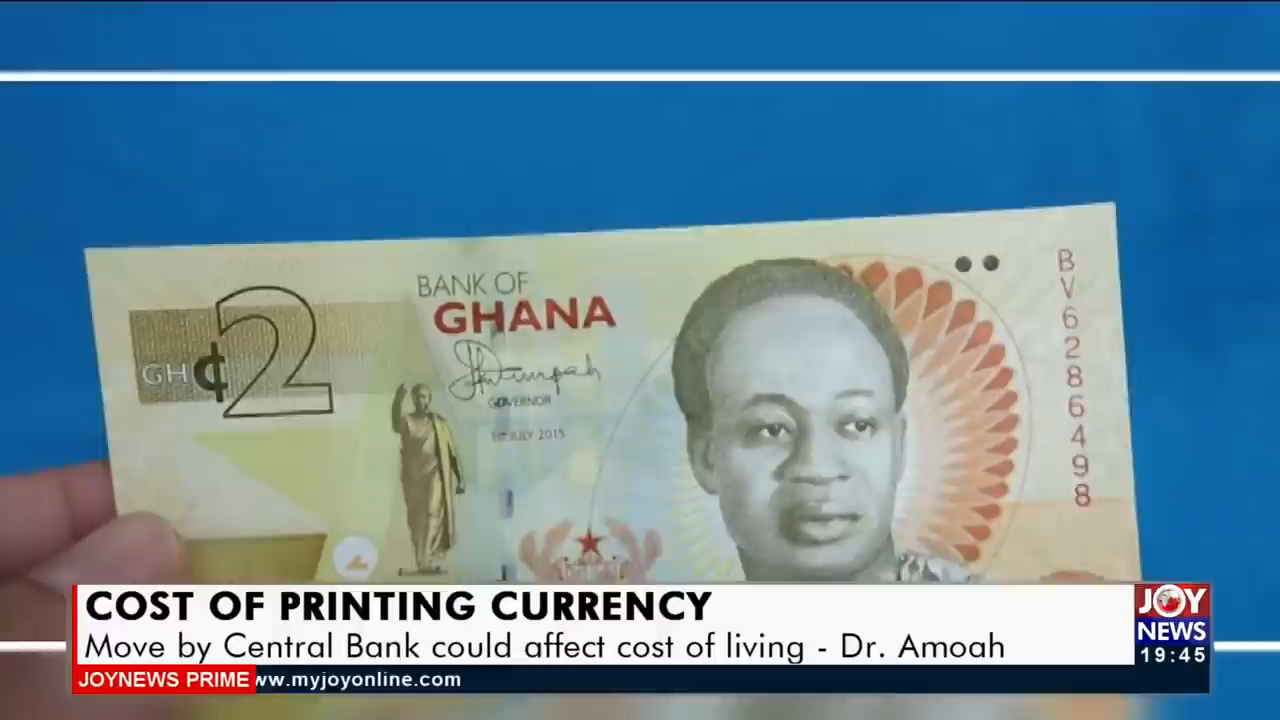 BANK OF
GHANA
GH¢2
GOVERNOR
JULY 2015
BV6286498
COST OF PRINTING CURRENCY
Move by Central Bank could affect cost of living - Dr. Amoah
JOY
NEWS
19:45
JOYNEWS PRIME
www.myjoyonline.com